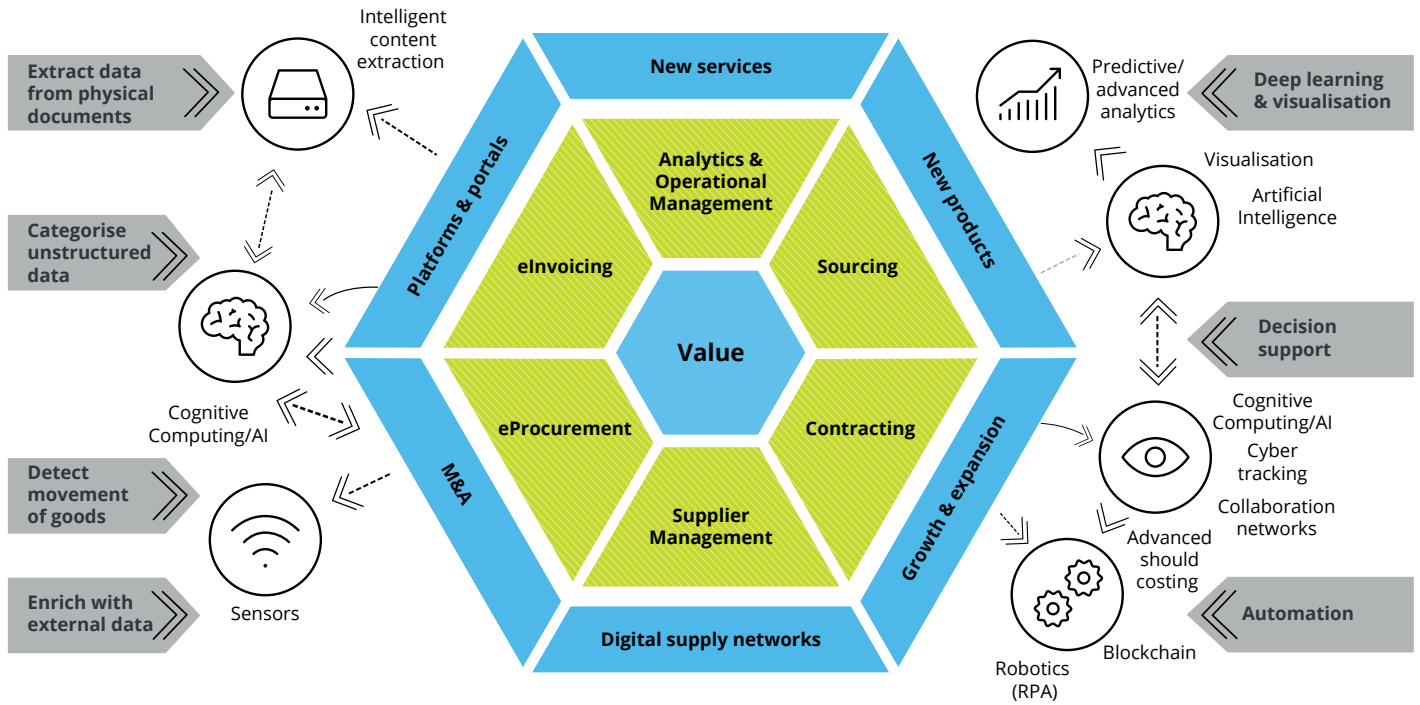 Extract data
from physical
documents
Intelligent
content
extraction
Categorise
unstructured
data
Cognitive
Computing/AI
Detect
movement
of goods
Enrich with
external data
Sensors
Platforms & portals
New services
New products
M&A
Digital supply networks
Growth & expansion
Analytics &
Operational
Management
eInvoicing
Sourcing
Value
eProcurement
Contracting
Supplier
Management
Predictive/
advanced
analytics
Deep learning
& visualisation
Visualisation
Artificial
Intelligence
Decision
support
Cognitive
Computing/AI
Cyber
tracking
Collaboration
networks
Advanced
should
costing
Automation
Blockchain
Robotics
(RPA)